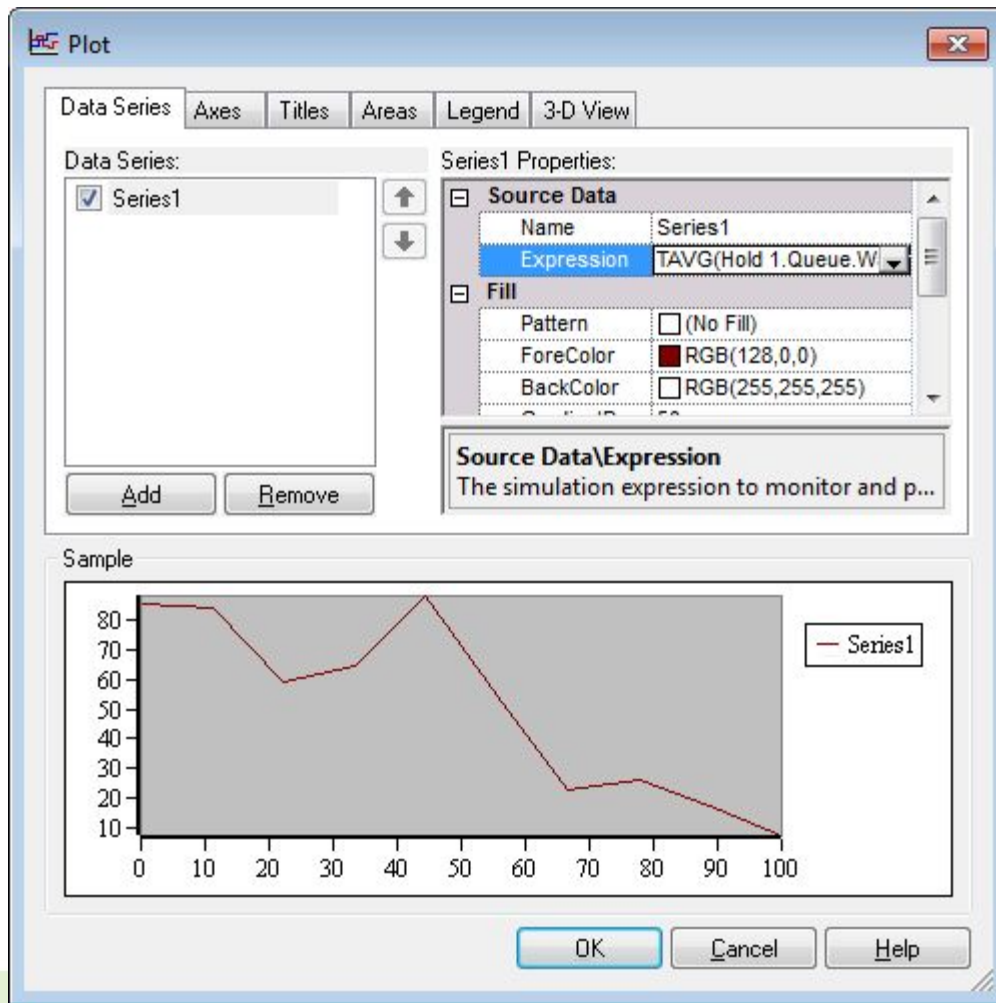 Plot
Data Series Axes Titles Areas Legend 3-D View
Data Series: Series1 Properties:
Series1
Source Data
Name Series1
Expression TAVG(Hold 1.Queue.W
Fill
Pattern (No Fill)
ForeColor RGB(128,0,0)
BackColor RGB(255,255,255)
Add Remove
Source Data\Expression
The simulation expression to monitor and p...
Sample
80
70
60
50
40
30
20
10
0 10 20 30 40 50 60 70 80 90 100
Series1
OK Cancel Help